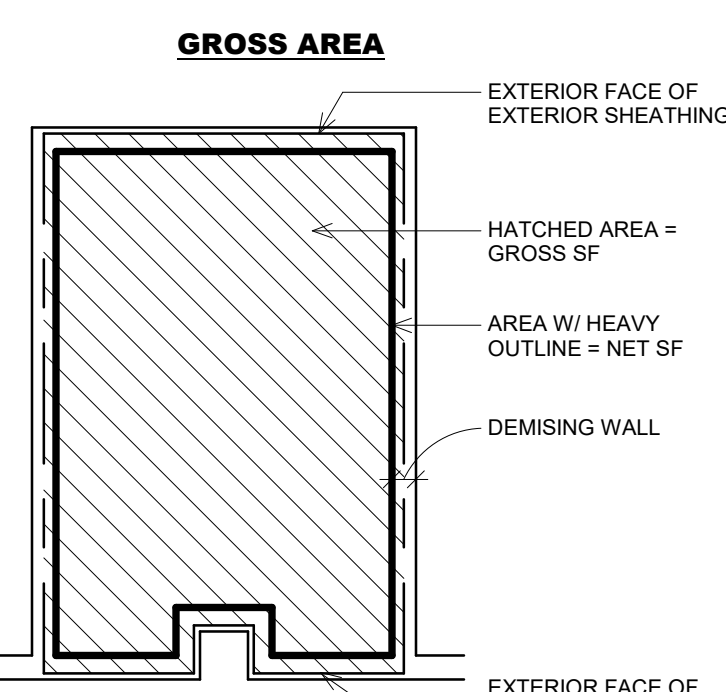 GROSS AREA
EXTERIOR FACE OF
EXTERIOR SHEATHING
HATCHED AREA =
GROSS SF
AREA W/ HEAVY
OUTLINE = NET SF
DEMISING WALL
EXTERIOR FACE OF